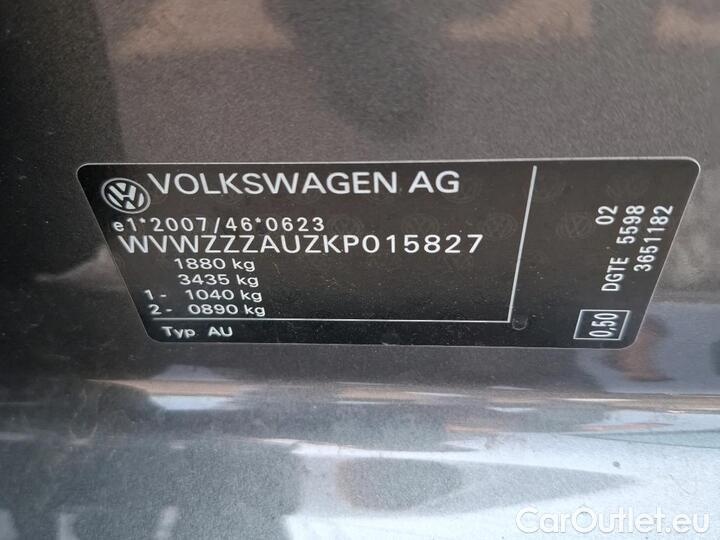 VOLKSWAGEN AG
e1*2007/46*0623
WVWZZZAUZKP015827
1880 kg
3435 kg
1- 1040 kg
2- 0890 kg
Typ AU
02
DGTE 5598
3651182
0,50
CarOutlet.eu